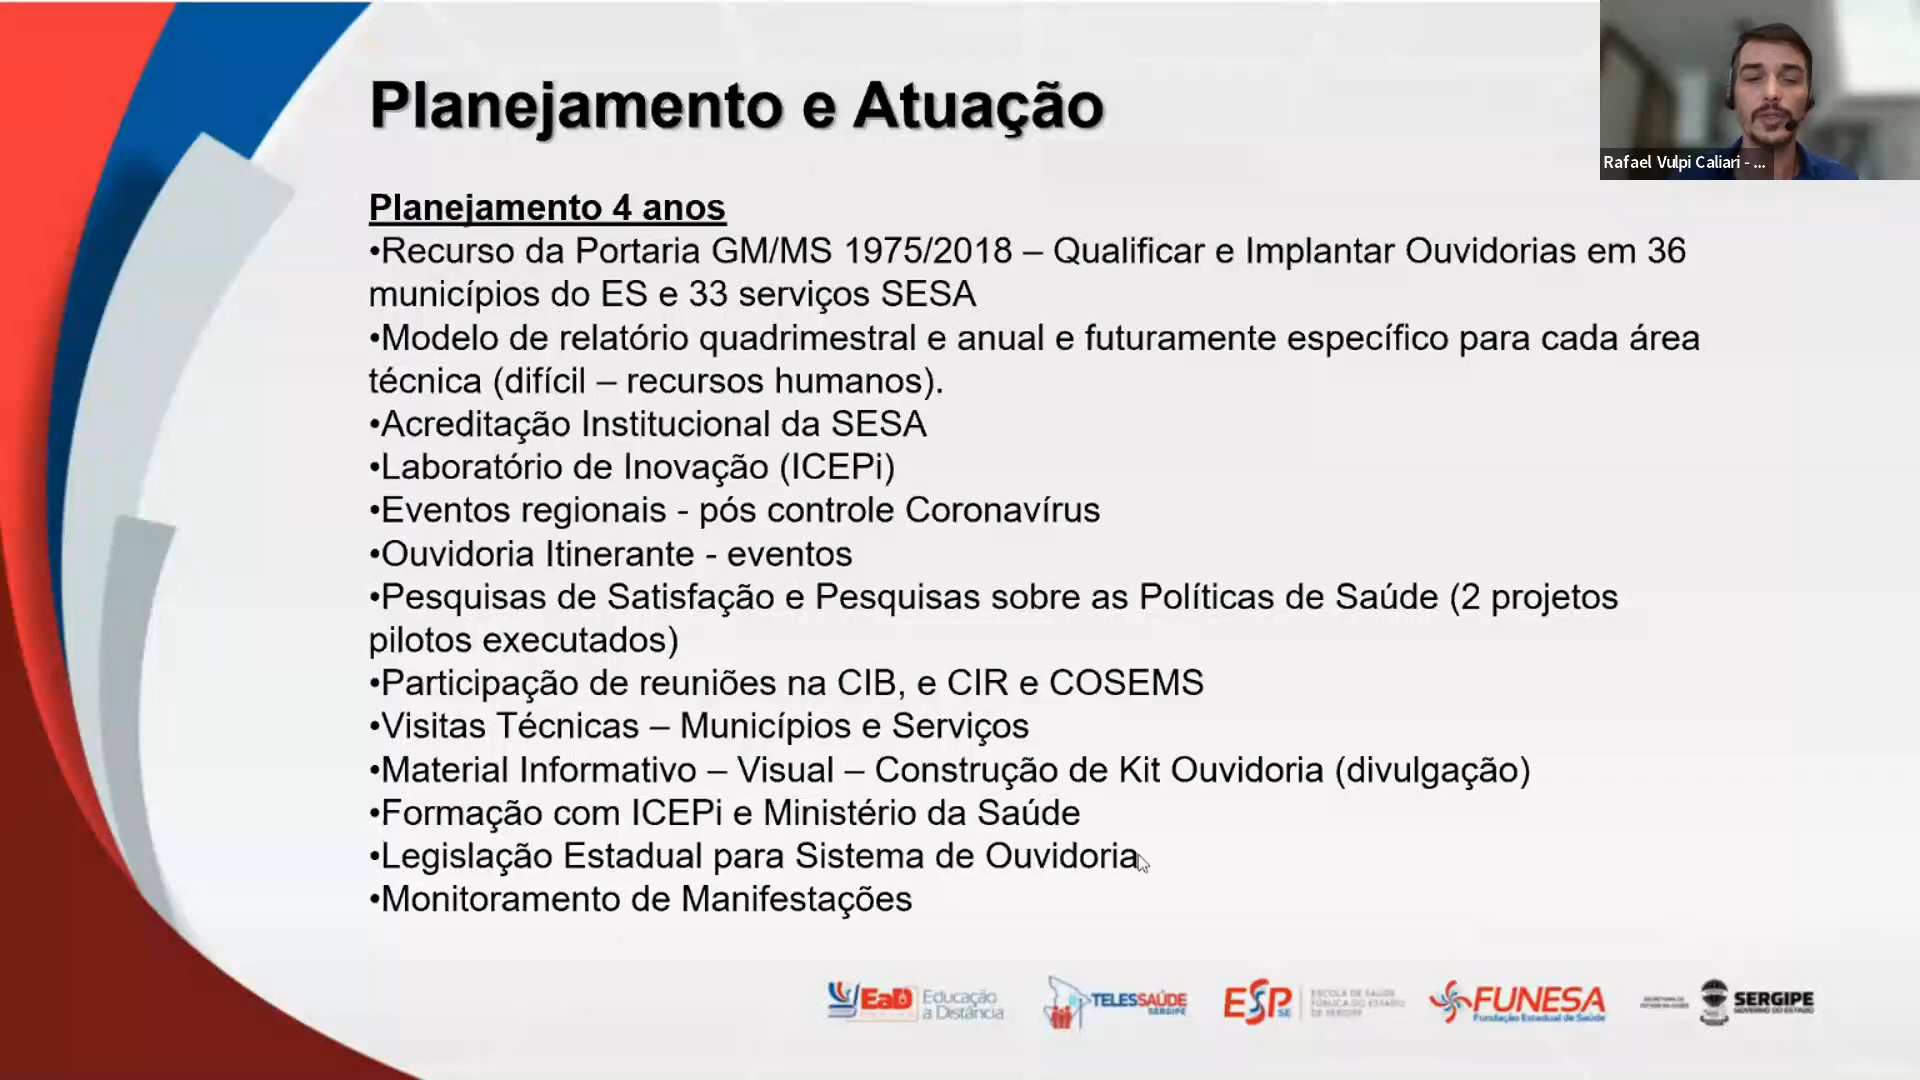 Planejamento e Atuação
Rafael Vulpi Caliari - ...
Planejamento 4 anos
•Recurso da Portaria GM/MS 1975/2018 – Qualificar e Implantar Ouvidorias em 36
municípios do ES e 33 serviços SESA
•Modelo de relatório quadrimestral e anual e futuramente específico para cada área
técnica (difícil – recursos humanos).
•Acreditação Institucional da SESA
•Laboratório de Inovação (ICEPi)
•Eventos regionais - pós controle Coronavírus
•Ouvidoria Itinerante - eventos
•Pesquisas de Satisfação e Pesquisas sobre as Políticas de Saúde (2 projetos
pilotos executados)
•Participação de reuniões na CIB, e CIR e COSEMS
•Visitas Técnicas – Municípios e Serviços
•Material Informativo – Visual – Construção de Kit Ouvidoria (divulgação)
•Formação com ICEPi e Ministério da Saúde
•Legislação Estadual para Sistema de Ouvidoria
•Monitoramento de Manifestações
EaD
Educação
a Distância
TELESSAÚDE
SERGIPE
ESP
SE
ESCOLA DE SAÚDE
PÚBLICA DO ESTADO
DE SERGIPE
FUNESA
Fundação Estadual de Saúde
SERGIPE
GOVERNO DO ESTADO